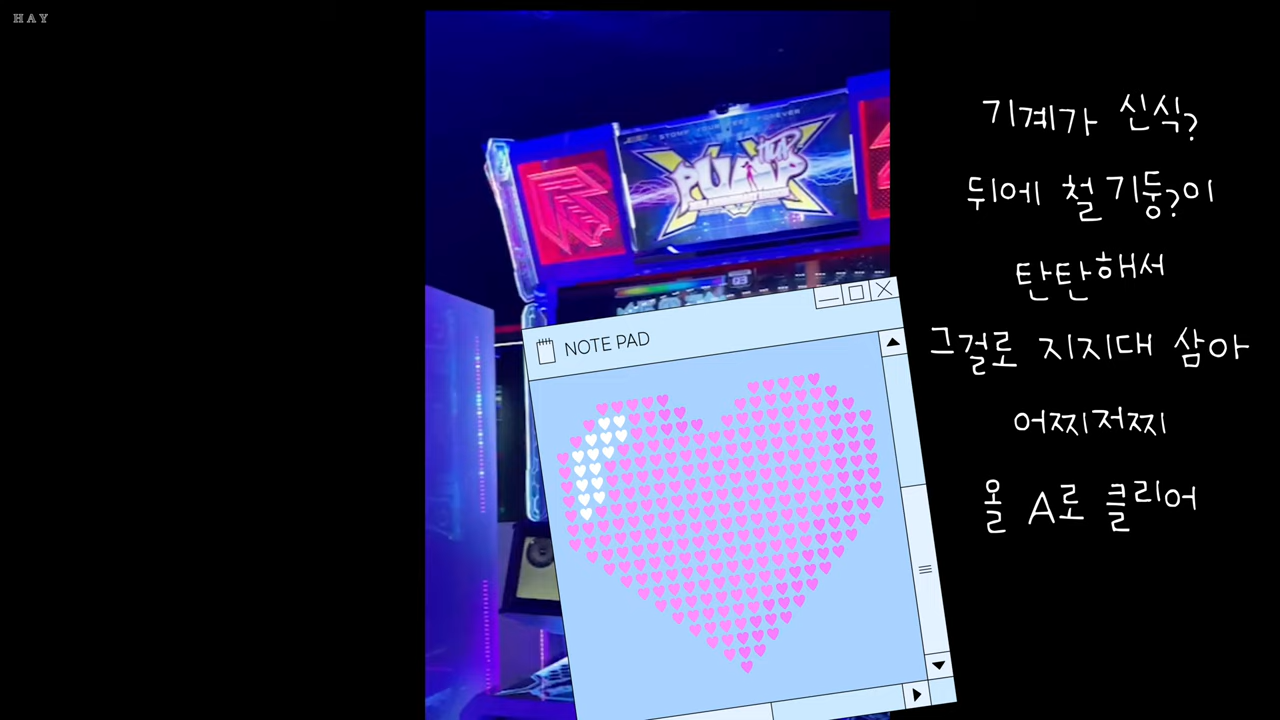 HAY
STOMP YOUR FEET FOREVER
PUMP
IT UP
NOTE PAD
기계가 신식?
뒤에 철 기둥?이
탄탄해서
그걸로 지지대 삼아
어찌저찌
올 A로 클리어